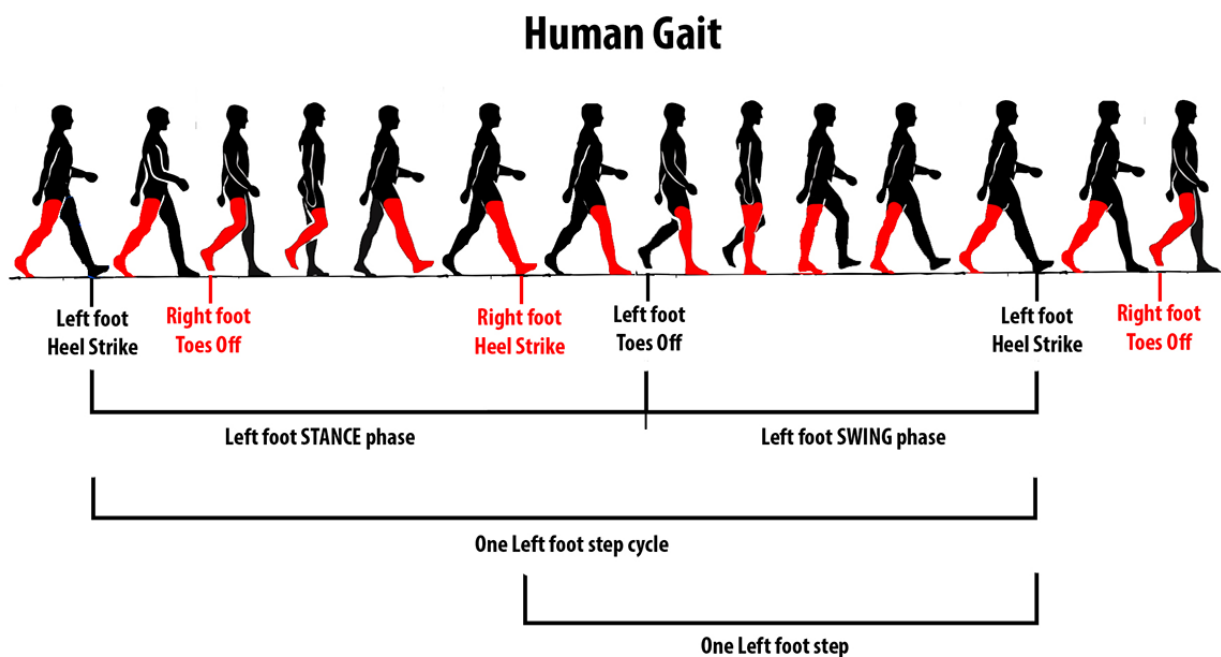 Human Gait
Left foot
Heel Strike
Right foot
Toes Off
Right foot
Heel Strike
Left foot
Toes Off
Left foot
Heel Strike
Right foot
Toes Off
Left foot STANCE phase
Left foot SWING phase
One Left foot step cycle
One Left foot step